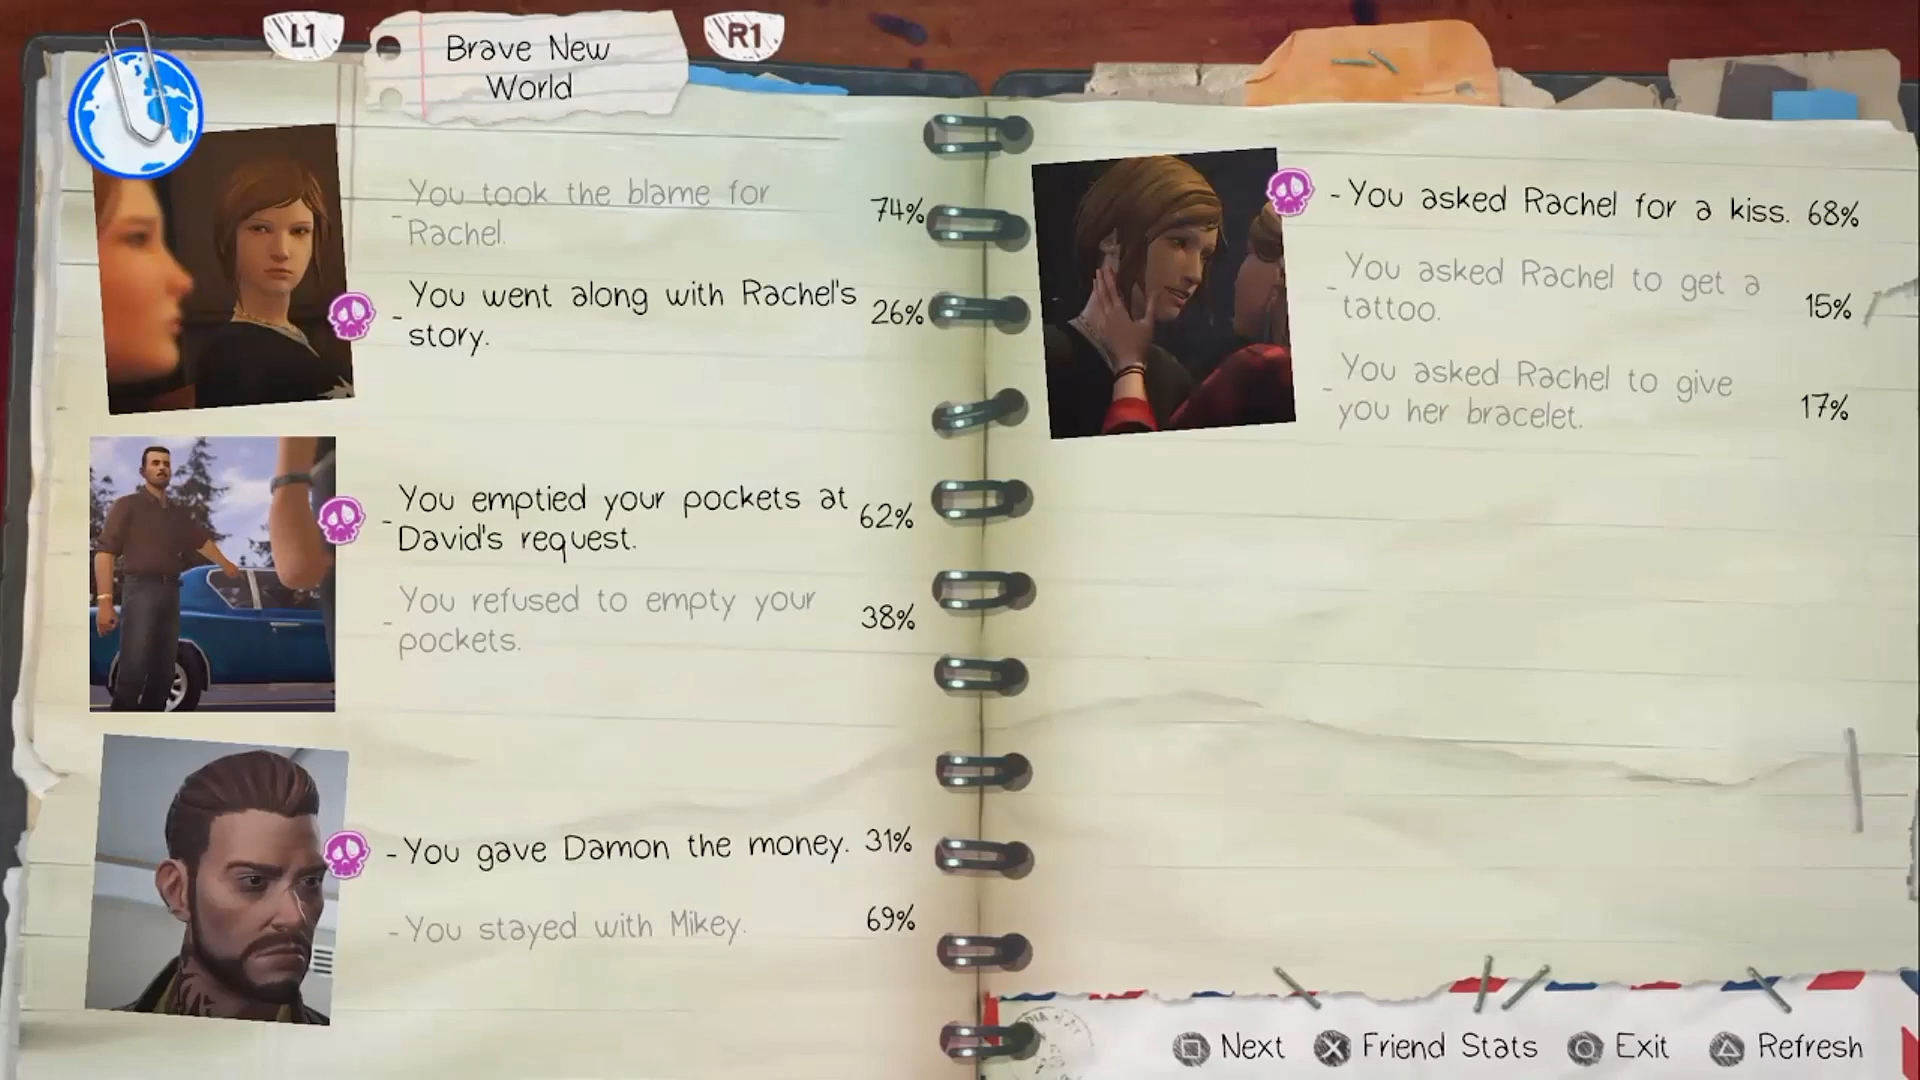 L1
Brave New
World
R1
- You took the blame for
Rachel.
74%
- You went along with Rachel's
story.
26%
- You emptied your pockets at
David's request.
62%
- You refused to empty your
pockets.
38%
- You gave Damon the money. 31%
- You stayed with Mikey. 69%
- You asked Rachel for a kiss. 68%
- You asked Rachel to get a
tattoo.
15%
- You asked Rachel to give
you her bracelet.
17%
Next Friend Stats Exit Refresh